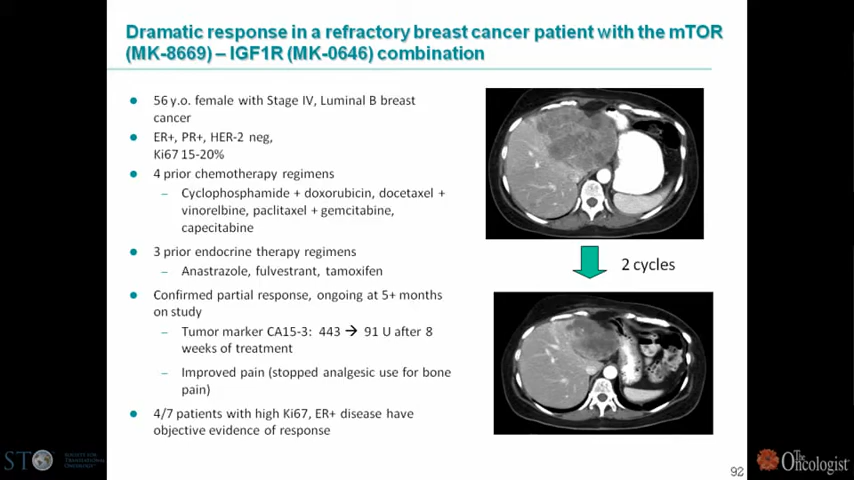 Dramatic response in a refractory breast cancer patient with the mTOR
(MK-8669) – IGF1R (MK-0646) combination
56 y.o. female with Stage IV, Luminal B breast
cancer
ER+, PR+, HER-2 neg,
Ki67 15-20%
4 prior chemotherapy regimens
– Cyclophosphamide + doxorubicin, docetaxel +
vinorelbine, paclitaxel + gemcitabine,
capecitabine
3 prior endocrine therapy regimens
– Anastrazole, fulvestrant, tamoxifen
Confirmed partial response, ongoing at 5+ months
on study
– Tumor marker CA15-3: 443 → 91 U after 8
weeks of treatment
– Improved pain (stopped analgesic use for bone
pain)
4/7 patients with high Ki67, ER+ disease have
objective evidence of response
2 cycles
92
STO
SOCIETY FOR
TRANSLATIONAL
ONCOLOGY
The
Oncologist